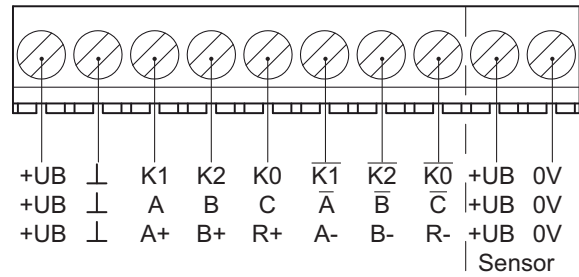 +UB ⊥ K1 K2 K0 K̅1̅ K̅2̅ K̅0̅ +UB 0V
+UB ⊥ A B C A̅ B̅ C̅ +UB 0V
+UB ⊥ A+ B+ R+ A- B- R- +UB 0V
Sensor